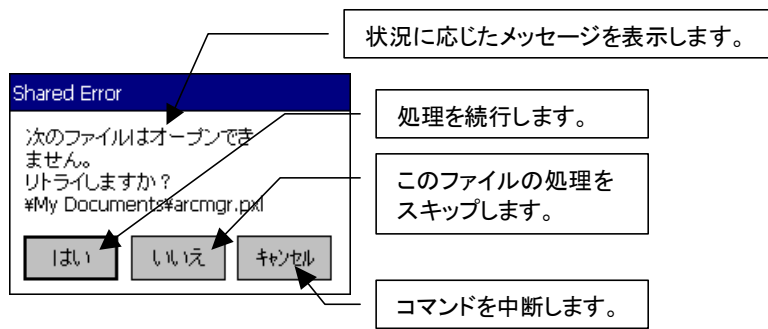 状況に応じたメッセージを表示します。
Shared Error
次のファイルはオープンでき
ません。
リトライしますか？
¥My Documents¥arcmgr.pxl
はい
いいえ
ｷｬﾝｾﾙ
処理を続行します。
このファイルの処理を
スキップします。
コマンドを中断します。